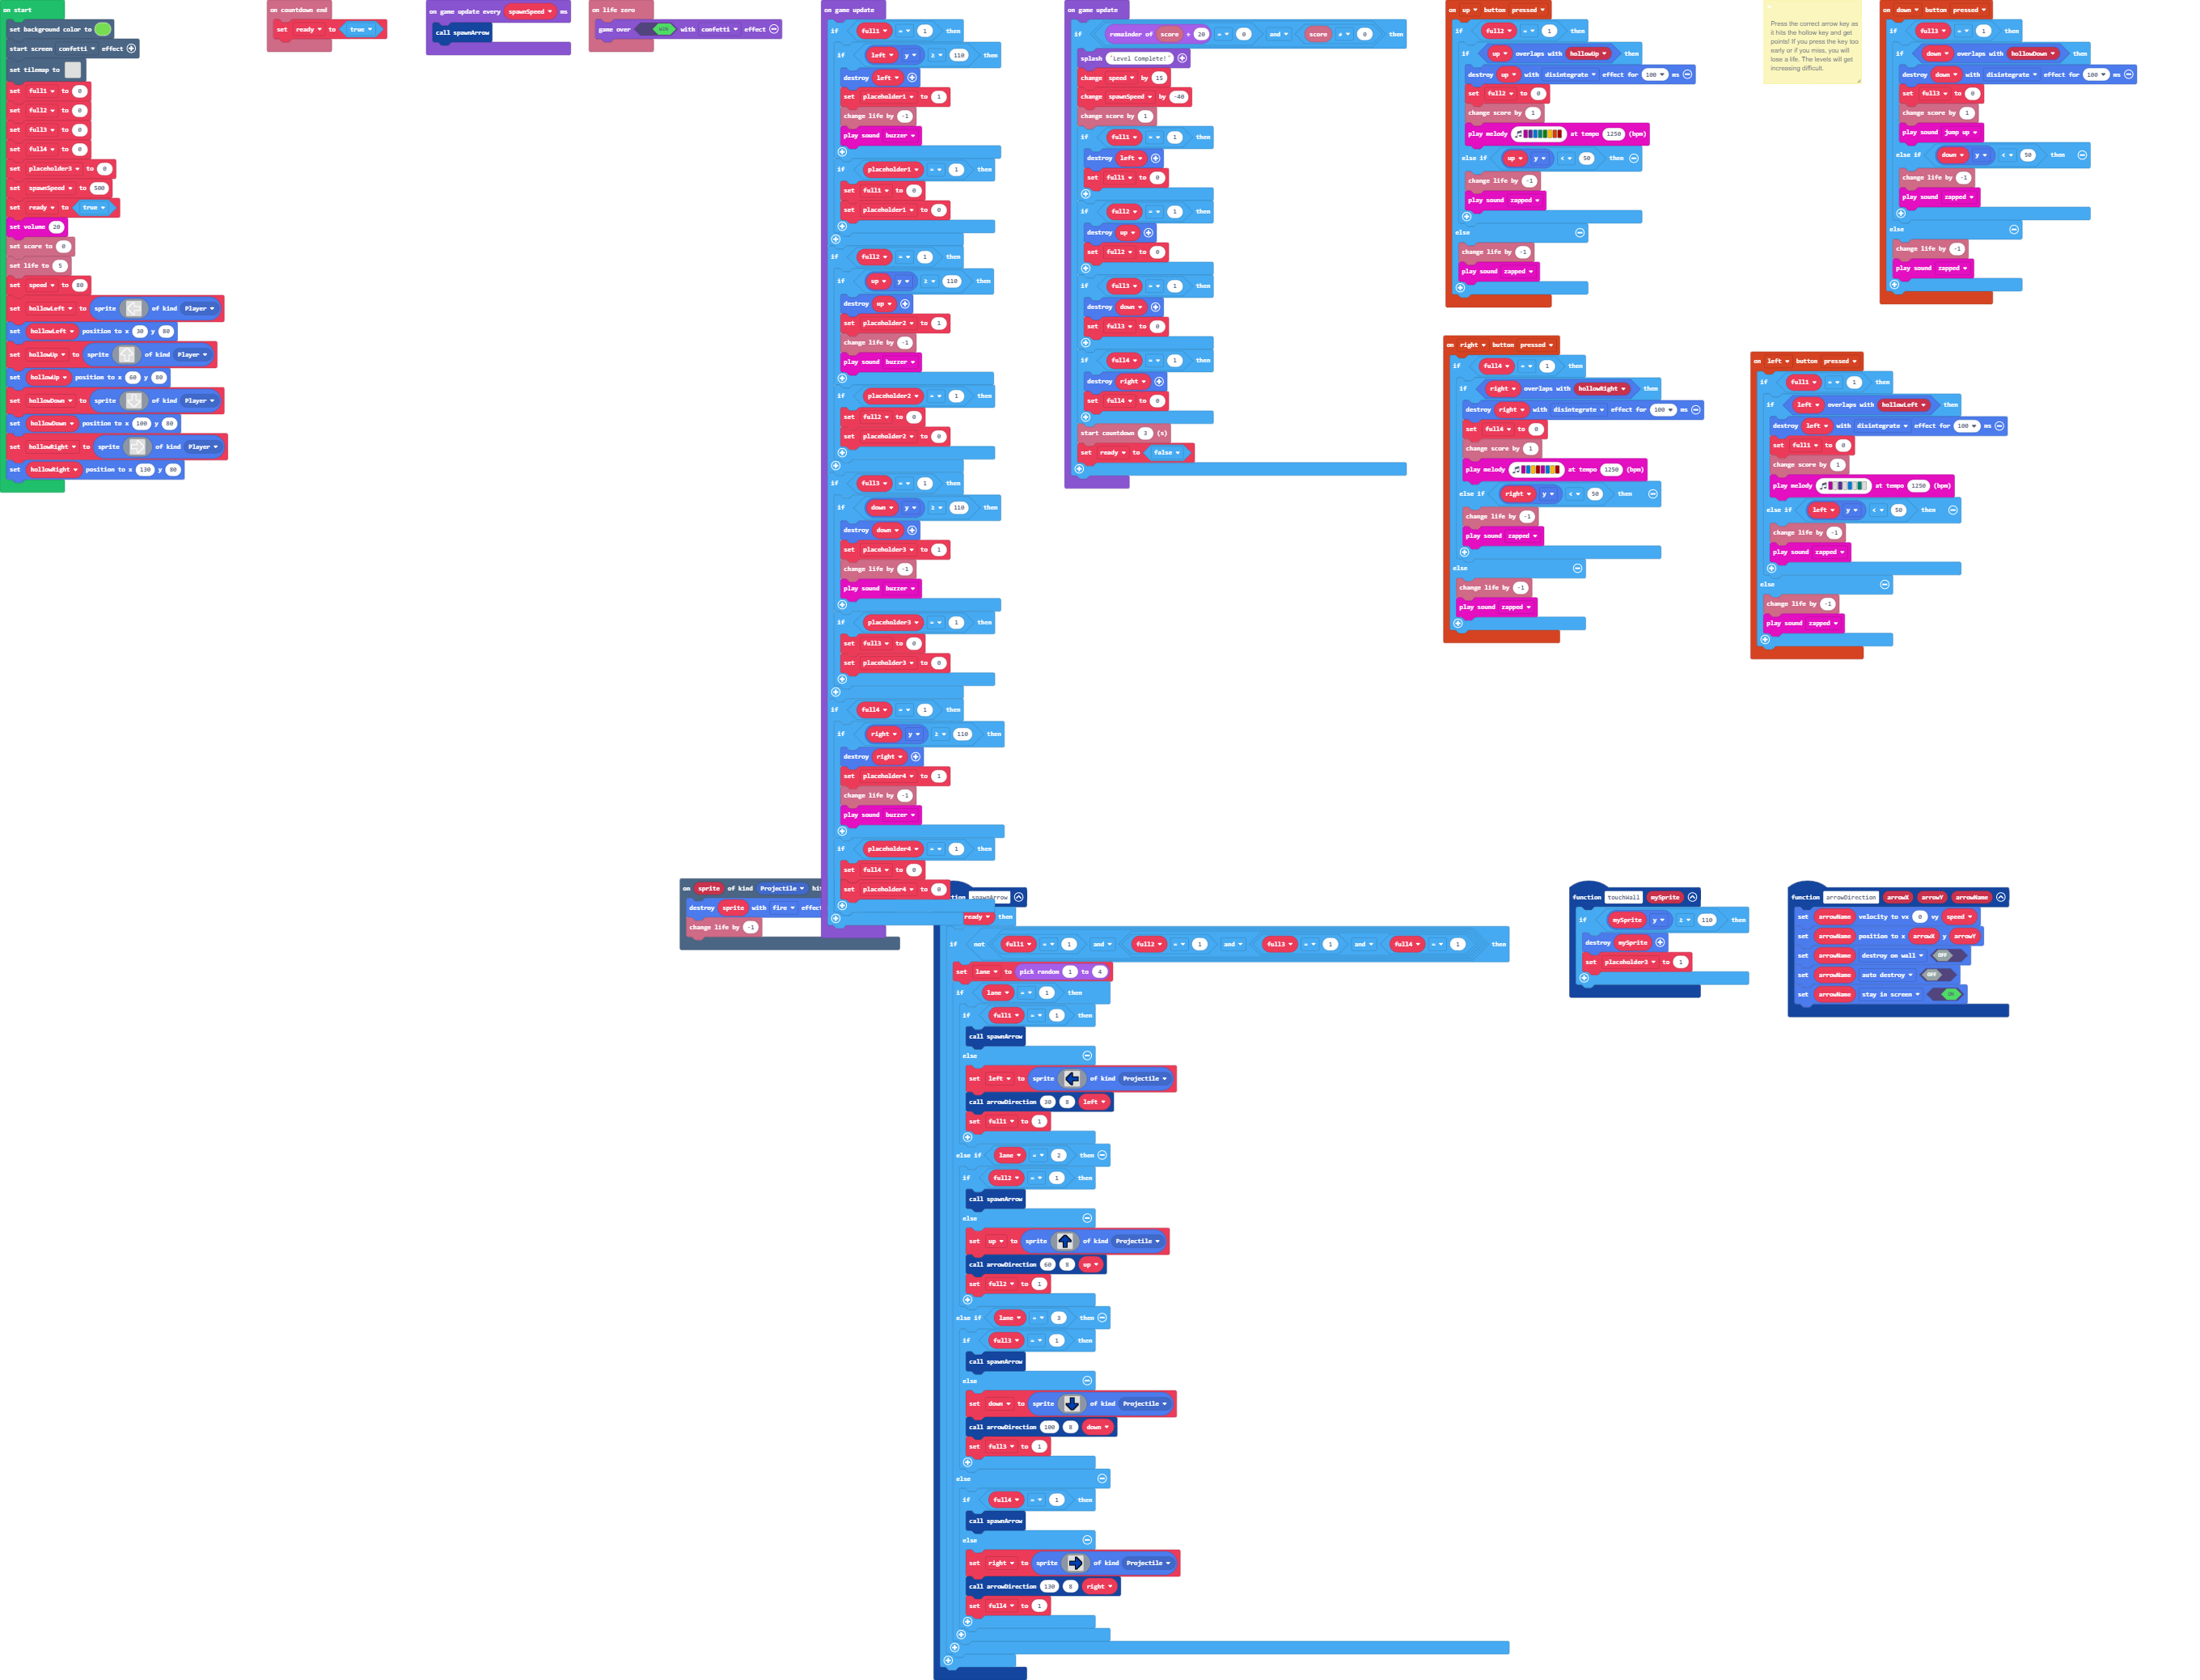 on start
set background color to
start screen confetti effect
set tilemap to
set full1 to 0
set full2 to 0
set full3 to 0
set full4 to 0
set placeholder3 to 0
set spawnSpeed to 500
set ready to true
set volume 20
set score to 0
set life to 5
set speed to 80
set hollowLeft to sprite of kind Player
set hollowLeft position to x 30 y 80
set hollowUp to sprite of kind Player
set hollowUp position to x 60 y 80
set hollowDown to sprite of kind Player
set hollowDown position to x 100 y 80
set hollowRight to sprite of kind Player
set hollowRight position to x 130 y 80
on countdown end
set ready to true
on game update every spawnSpeed ms
call spawnArrow
on life zero
game over WIN with confetti effect
on game update
if full1 = 1 then
if left y ≥ 110 then
destroy left
set placeholder1 to 1
change life by -1
play sound buzzer
if placeholder1 = 1 then
set full1 to 0
set placeholder1 to 0
if full2 = 1 then
if up y ≥ 110 then
destroy up
set placeholder2 to 1
change life by -1
play sound buzzer
if placeholder2 = 1 then
set full2 to 0
set placeholder2 to 0
if full3 = 1 then
if down y ≥ 110 then
destroy down
set placeholder3 to 1
change life by -1
play sound buzzer
if placeholder3 = 1 then
set full3 to 0
set placeholder3 to 0
if full4 = 1 then
if right y ≥ 110 then
destroy right
set placeholder4 to 1
change life by -1
play sound buzzer
if placeholder4 = 1 then
set full4 to 0
set placeholder4 to 0
on game update
if remainder of score ÷ 20 = 0 and score ≠ 0 then
splash "Level Complete!"
change speed by 15
change spawnSpeed by -40
change score by 1
if full1 = 1 then
destroy left
set full1 to 0
if full2 = 1 then
destroy up
set full2 to 0
if full3 = 1 then
destroy down
set full3 to 0
if full4 = 1 then
destroy right
set full4 to 0
start countdown 3 (s)
set ready to false
on up button pressed
if full2 = 1 then
if up overlaps with hollowUp then
destroy up with disintegrate effect for 100 ms
set full2 to 0
change score by 1
play melody at tempo 1250 (bpm)
else if up y < 50 then
change life by -1
play sound zapped
else
change life by -1
play sound zapped
Press the correct arrow key as
it hits the hollow key and get
points! If you press the key too
early or if you miss, you will
lose a life. The levels will get
increasing difficult.
on down button pressed
if full3 = 1 then
if down overlaps with hollowDown then
destroy down with disintegrate effect for 100 ms
set full3 to 0
change score by 1
play sound jump up
else if down y < 50 then
change life by -1
play sound zapped
else
change life by -1
play sound zapped
on right button pressed
if full4 = 1 then
if right overlaps with hollowRight then
destroy right with disintegrate effect for 100 ms
set full4 to 0
change score by 1
play melody at tempo 1250 (bpm)
else if right y < 50 then
change life by -1
play sound zapped
else
change life by -1
play sound zapped
on left button pressed
if full1 = 1 then
if left overlaps with hollowLeft then
destroy left with disintegrate effect for 100 ms
set full1 to 0
change score by 1
play melody at tempo 1250 (bpm)
else if left y < 50 then
change life by -1
play sound zapped
else
change life by -1
play sound zapped
on sprite of kind Projectile
destroy sprite with fire effect
change life by -1
ready then
if not full1 = 1 and full2 = 1 and full3 = 1 and full4 = 1 then
set lane to pick random 1 to 4
if lane = 1 then
if full1 = 1 then
call spawnArrow
else
set left to sprite of kind Projectile
call arrowDirection 30 8 left
set full1 to 1
else if lane = 2 then
if full2 = 1 then
call spawnArrow
else
set up to sprite of kind Projectile
call arrowDirection 60 8 up
set full2 to 1
else if lane = 3 then
if full3 = 1 then
call spawnArrow
else
set down to sprite of kind Projectile
call arrowDirection 100 8 down
set full3 to 1
else
if full4 = 1 then
call spawnArrow
else
set right to sprite of kind Projectile
call arrowDirection 130 8 right
set full4 to 1
function touchWall mySprite
if mySprite y ≥ 110 then
destroy mySprite
set placeholder3 to 1
function arrowDirection arrowX arrowY arrowName
set arrowName velocity to vx 0 vy speed
set arrowName position to x arrowX y arrowY
set arrowName destroy on wall OFF
set arrowName auto destroy OFF
set arrowName stay in screen ON